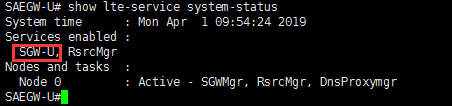 SAEGW-U# show lte-service system-status
System time     : Mon Apr  1 09:54:24 2019
Services enabled :
  SGW-U, RsrcMgr
Nodes and tasks  :
  Node 0         : Active - SGWMgr, RsrcMgr, DnsProxymgr
SAEGW-U#